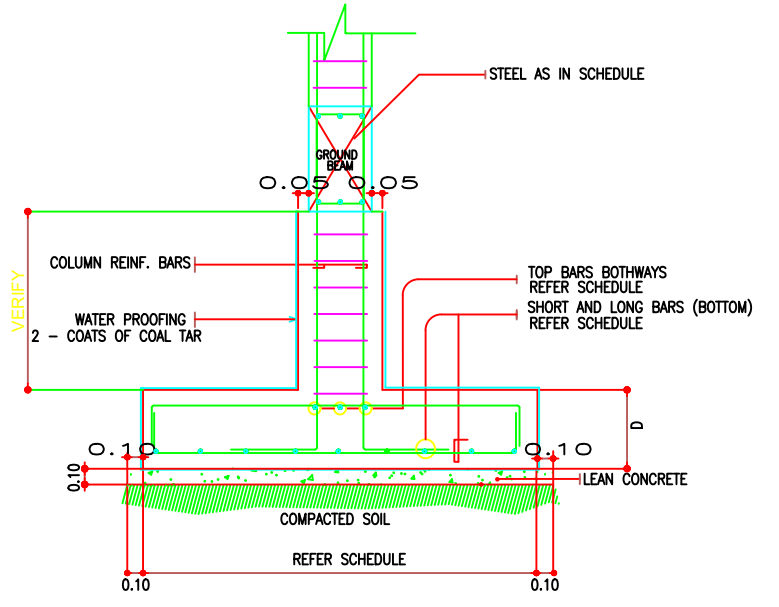 STEEL AS IN SCHEDULE
GROUND
BEAM
0.05
0.05
COLUMN REINF. BARS
TOP BARS BOTHWAYS
REFER SCHEDULE
VERIFY
SHORT AND LONG BARS (BOTTOM)
REFER SCHEDULE
WATER PROOFING
2 - COATS OF COAL TAR
D
0.10
0.10
0.10
LEAN CONCRETE
COMPACTED SOIL
REFER SCHEDULE
0.10
0.10